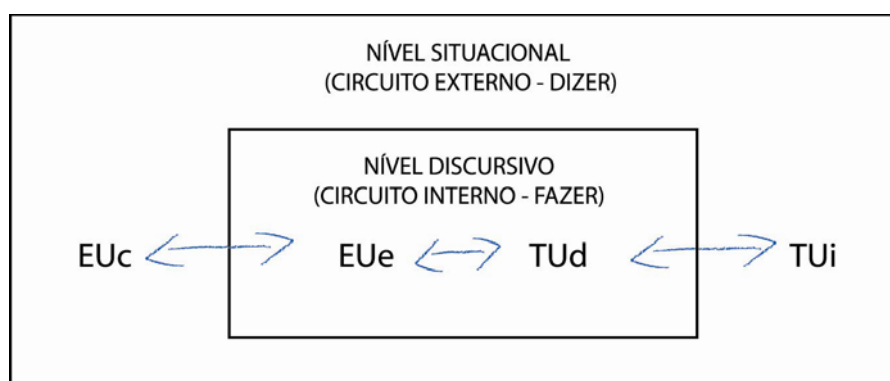 NÍVEL SITUACIONAL
(CIRCUITO EXTERNO - DIZER)
NÍVEL DISCURSIVO
(CIRCUITO INTERNO - FAZER)
EUc EUe TUd TUi